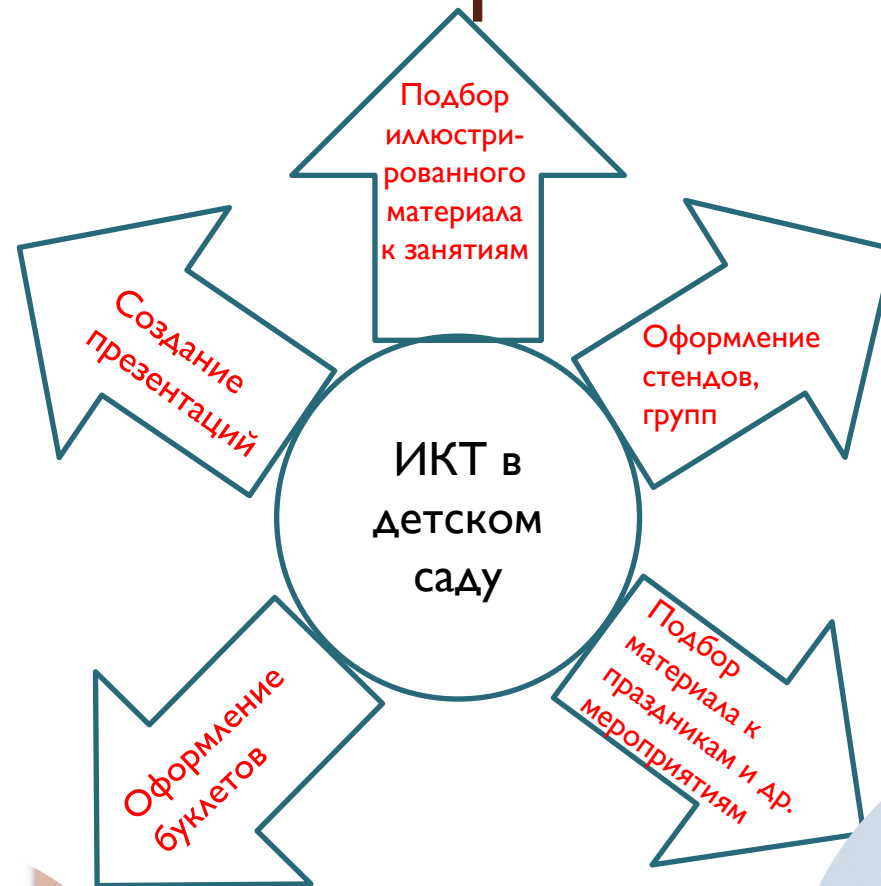 Подбор
иллюстри-
рованного
материала
к занятиям
Создание
презентаций
Оформление
стендов,
групп
ИКТ в
детском
саду
Оформление
буклетов
Подбор
материала к
праздникам и др.
мероприятиям